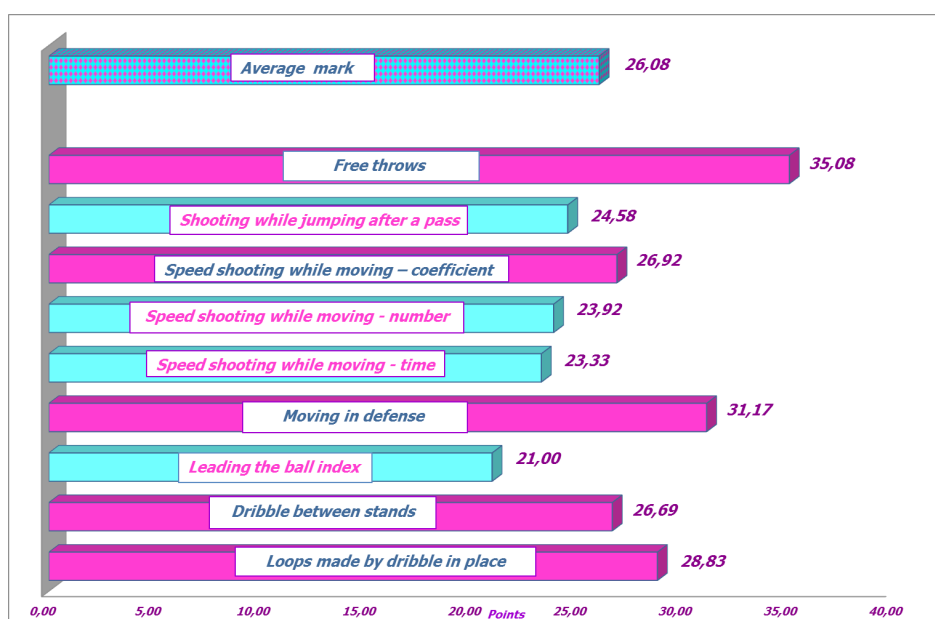 Average mark
26,08
Free throws
35,08
Shooting while jumping after a pass
24,58
Speed shooting while moving – coefficient
26,92
Speed shooting while moving - number
23,92
Speed shooting while moving - time
23,33
Moving in defense
31,17
Leading the ball index
21,00
Dribble between stands
26,69
Loops made by dribble in place
28,83
0,00 5,00 10,00 15,00 20,00 25,00 30,00 35,00 40,00
Points